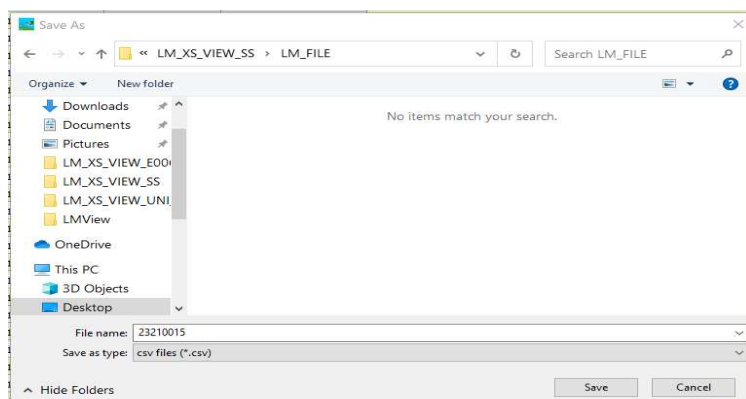 Save As
« LM_XS_VIEW_SS > LM_FILE
Search LM_FILE
Organize
New folder
No items match your search.
Downloads
Documents
Pictures
LM_XS_VIEW_E00
LM_XS_VIEW_SS
LM_XS_VIEW_UNI_
LMView
OneDrive
This PC
3D Objects
Desktop
File name: 23210015
Save as type: csv files (*.csv)
Hide Folders
Save
Cancel